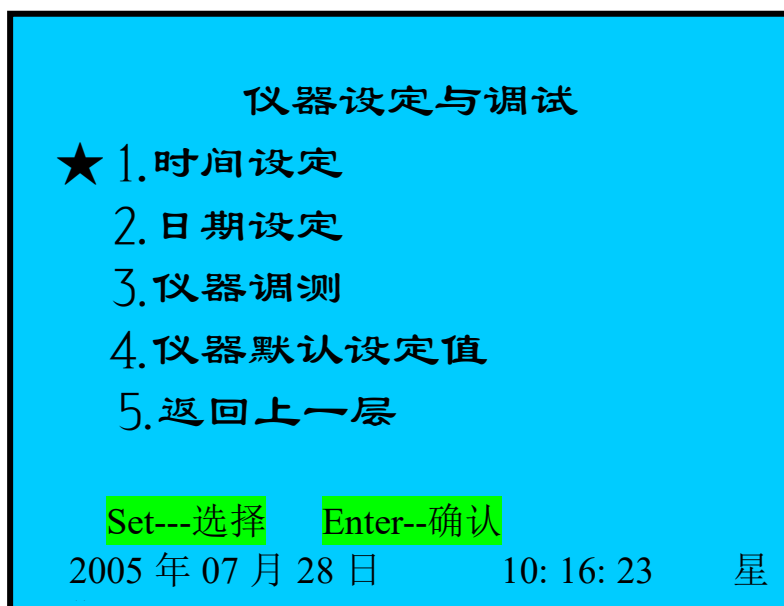 仪器设定与调试
★ 1.时间设定
2.日期设定
3.仪器调测
4.仪器默认设定值
5.返回上一层
Set---选择 Enter--确认
2005 年 07 月 28 日 10: 16: 23 星